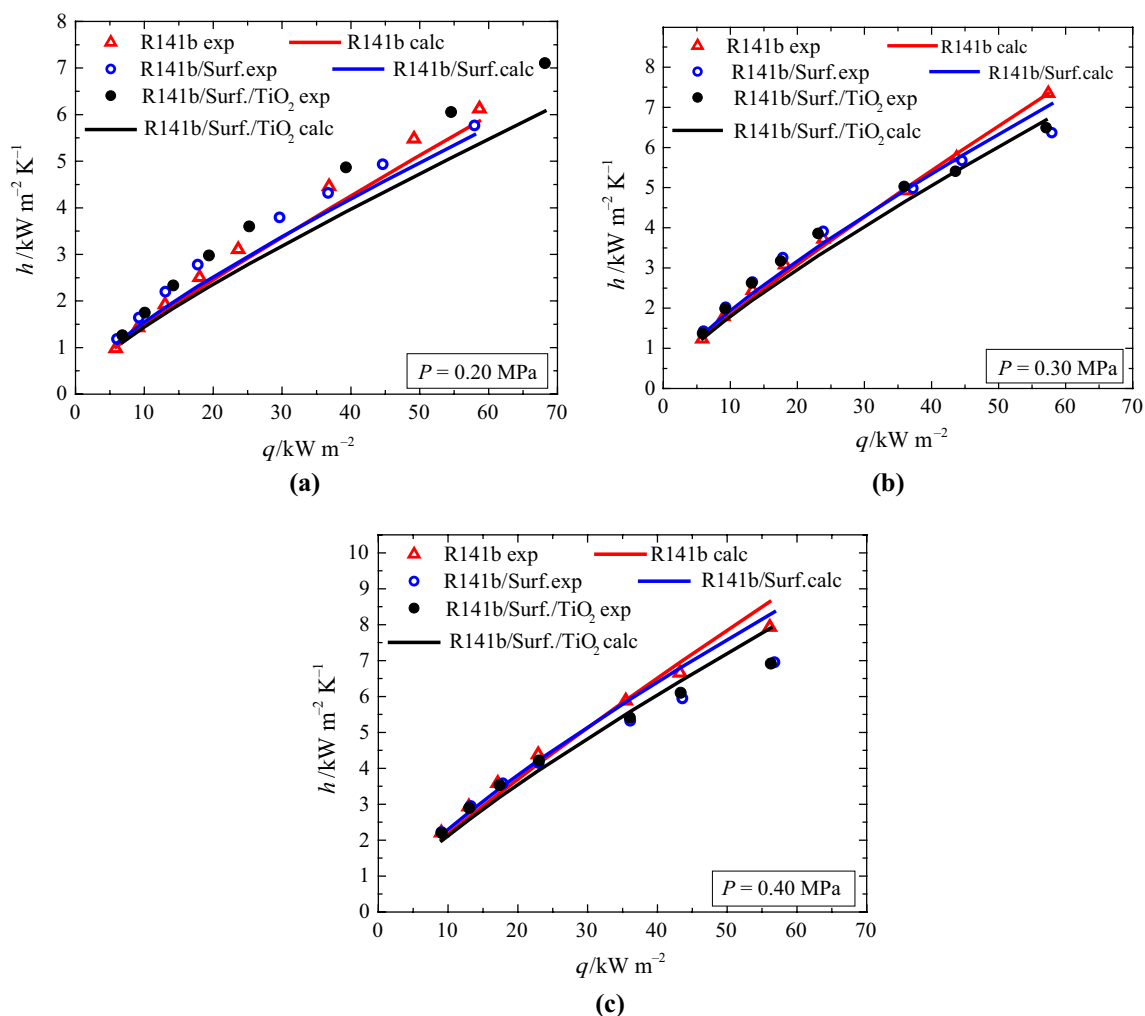 8
7
6
5
4
3
2
1
0
h/kW m⁻² K⁻¹
R141b exp
R141b calc
R141b/Surf.exp
R141b/Surf.calc
R141b/Surf./TiO₂ exp
R141b/Surf./TiO₂ calc
P = 0.20 MPa
0 10 20 30 40 50 60 70
q/kW m⁻²
(a)
8
7
6
5
4
3
2
1
0
h/kW m⁻² K⁻¹
R141b exp
R141b calc
R141b/Surf.exp
R141b/Surf.calc
R141b/Surf./TiO₂ exp
R141b/Surf./TiO₂ calc
P = 0.30 MPa
0 10 20 30 40 50 60 70
q/kW m⁻²
(b)
10
9
8
7
6
5
4
3
2
1
0
h/kW m⁻² K⁻¹
R141b exp
R141b calc
R141b/Surf.exp
R141b/Surf.calc
R141b/Surf./TiO₂ exp
R141b/Surf./TiO₂ calc
P = 0.40 MPa
0 10 20 30 40 50 60 70
q/kW m⁻²
(c)